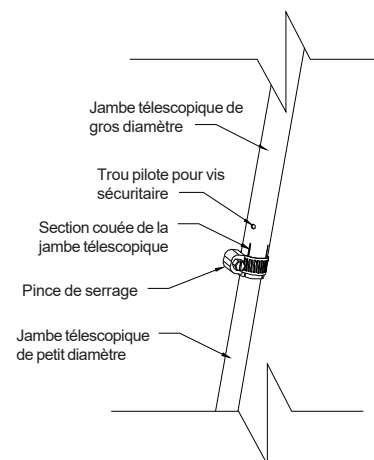 Jambe télescopique de
gros diamètre
Trou pilote pour vis
sécuritaire
Section couée de la
jambe télescopique
Pince de serrage
Jambe télescopique
de petit diamètre